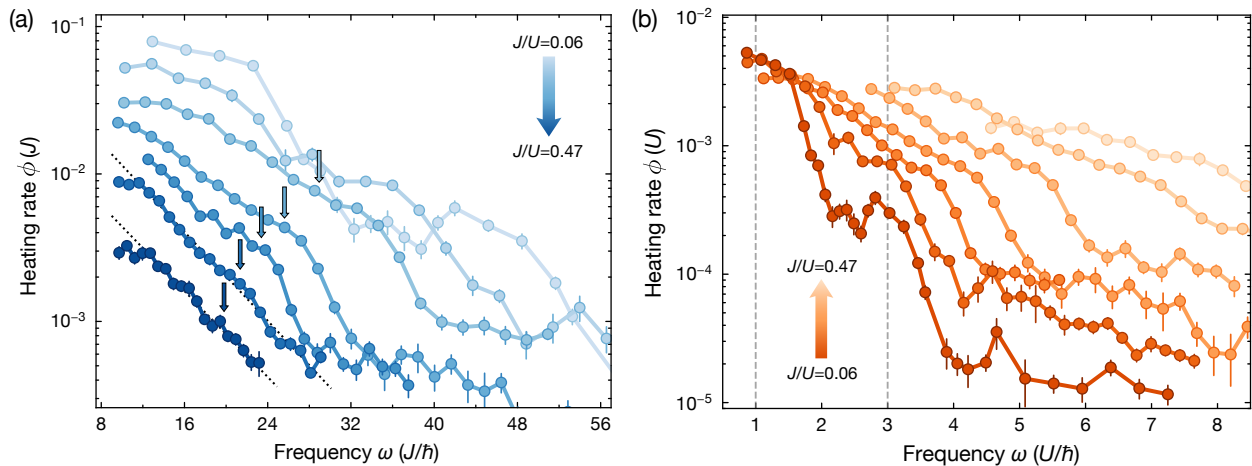 (a)
10⁻¹
10⁻²
10⁻³
Heating rate ϕ (J)
J/U=0.06
J/U=0.47
8 16 24 32 40 48 56
Frequency ω (J/ħ)
(b)
10⁻²
10⁻³
10⁻⁴
10⁻⁵
Heating rate ϕ (U)
J/U=0.47
J/U=0.06
1 2 3 4 5 6 7 8
Frequency ω (U/ħ)